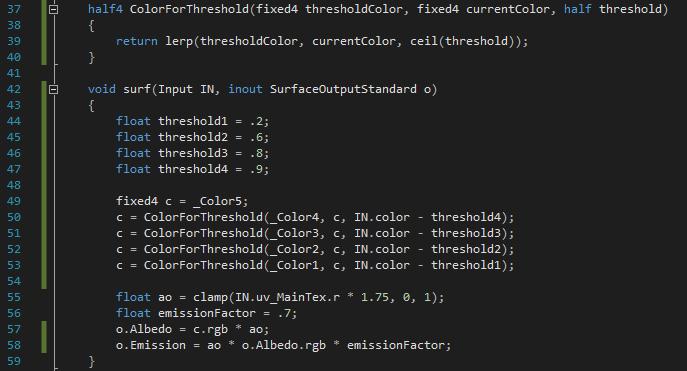 37 half4 ColorForThreshold(fixed4 thresholdColor, fixed4 currentColor, half threshold)
38 {
39 return lerp(thresholdColor, currentColor, ceil(threshold));
40 }
41
42 void surf(Input IN, inout SurfaceOutputStandard o)
43 {
44 float threshold1 = .2;
45 float threshold2 = .6;
46 float threshold3 = .8;
47 float threshold4 = .9;
48
49 fixed4 c = _Color5;
50 c = ColorForThreshold(_Color4, c, IN.color - threshold4);
51 c = ColorForThreshold(_Color3, c, IN.color - threshold3);
52 c = ColorForThreshold(_Color2, c, IN.color - threshold2);
53 c = ColorForThreshold(_Color1, c, IN.color - threshold1);
54
55 float ao = clamp(IN.uv_MainTex.r * 1.75, 0, 1);
56 float emissionFactor = .7;
57 o.Albedo = c.rgb * ao;
58 o.Emission = ao * o.Albedo.rgb * emissionFactor;
59 }